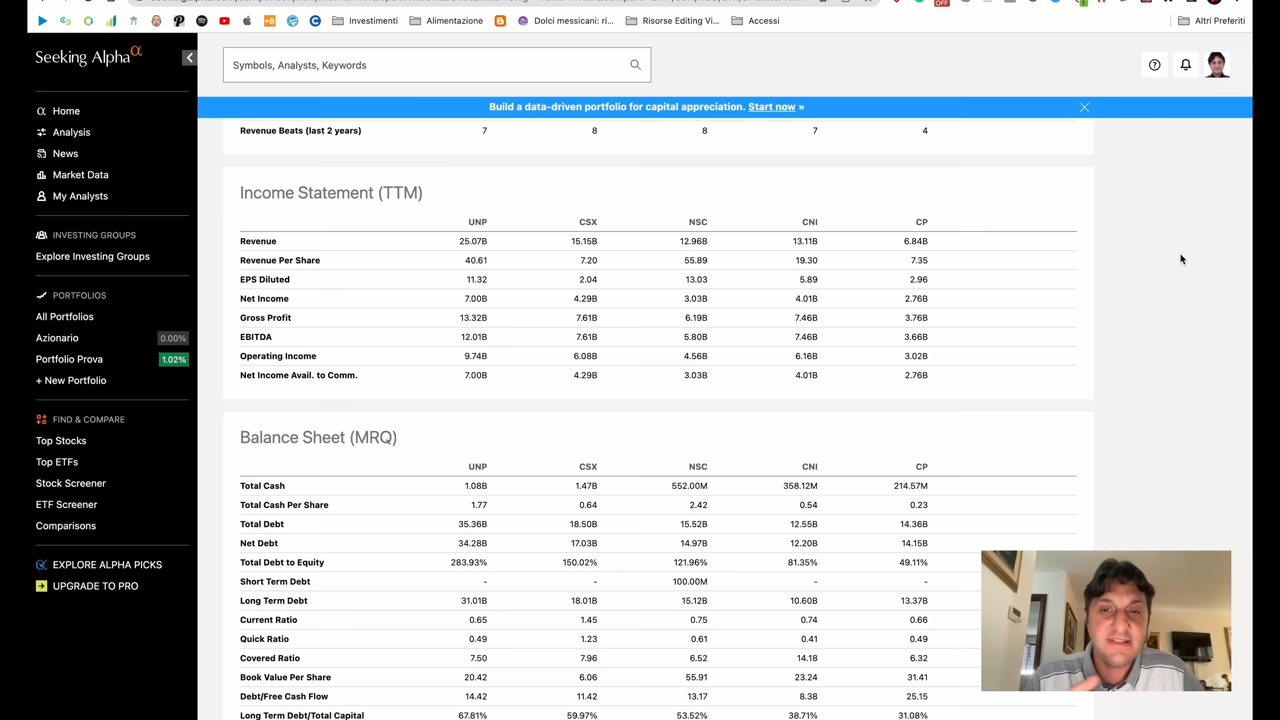 Investimenti
Alimentazione
Dolci messicani: ri...
Risorse Editing Vi...
Accessi
Altri Preferiti
OFF
Seeking Alpha α
Symbols, Analysts, Keywords
Build a data-driven portfolio for capital appreciation. Start now »
Home
Analysis
News
Market Data
My Analysts
INVESTING GROUPS
Explore Investing Groups
PORTFOLIOS
All Portfolios
Azionario 0.00%
Portfolio Prova 1.02%
+ New Portfolio
FIND & COMPARE
Top Stocks
Top ETFs
Stock Screener
ETF Screener
Comparisons
EXPLORE ALPHA PICKS
UPGRADE TO PRO
Revenue Beats (last 2 years) 7 8 8 7 4
Income Statement (TTM)
UNP CSX NSC CNI CP
Revenue 25.07B 15.15B 12.96B 13.11B 6.84B
Revenue Per Share 40.61 7.20 55.89 19.30 7.35
EPS Diluted 11.32 2.04 13.03 5.89 2.96
Net Income 7.00B 4.29B 3.03B 4.01B 2.76B
Gross Profit 13.32B 7.61B 6.19B 7.46B 3.76B
EBITDA 12.01B 7.61B 5.80B 7.46B 3.66B
Operating Income 9.74B 6.08B 4.56B 6.16B 3.02B
Net Income Avail. to Comm. 7.00B 4.29B 3.03B 4.01B 2.76B
Balance Sheet (MRQ)
UNP CSX NSC CNI CP
Total Cash 1.08B 1.47B 552.00M 358.12M 214.57M
Total Cash Per Share 1.77 0.64 2.42 0.54 0.23
Total Debt 35.36B 18.50B 15.52B 12.55B 14.36B
Net Debt 34.28B 17.03B 14.97B 12.20B 14.15B
Total Debt to Equity 283.93% 150.02% 121.96% 81.35% 49.11%
Short Term Debt - - 100.00M - -
Long Term Debt 31.01B 18.01B 15.12B 10.60B 13.37B
Current Ratio 0.65 1.45 0.75 0.74 0.66
Quick Ratio 0.49 1.23 0.61 0.41 0.49
Covered Ratio 7.50 7.96 6.52 14.18 6.32
Book Value Per Share 20.42 6.06 55.91 23.24 31.41
Debt/Free Cash Flow 14.42 11.42 13.17 8.38 25.15
Long Term Debt/Total Capital 67.81% 59.97% 53.52% 38.71% 31.08%